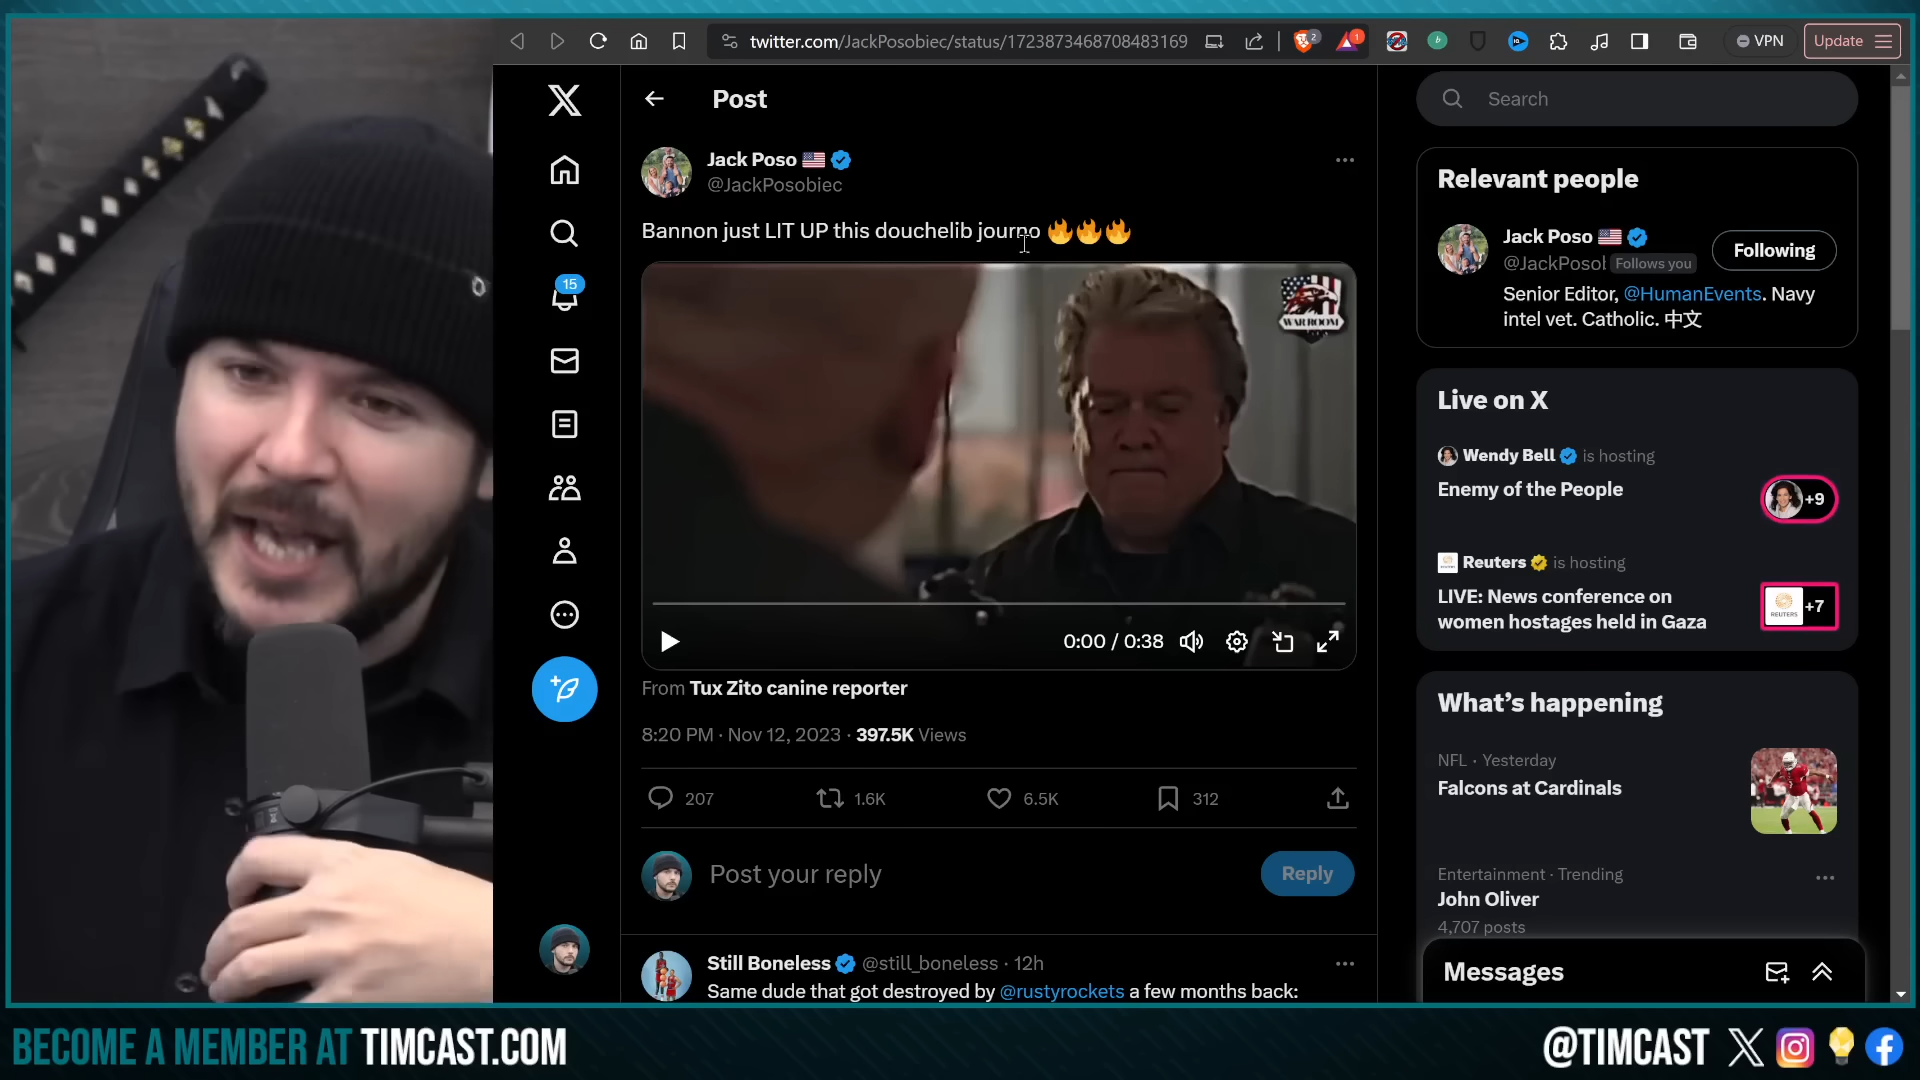 twitter.com/JackPosobiec/status/1723873468708483169
2
1
VPN
Update
Post
Search
Jack Poso
@JackPosobiec
Bannon just LIT UP this douchelib journo 🔥🔥🔥
15
WAR ROOM
0:00 / 0:38
From Tux Zito canine reporter
8:20 PM · Nov 12, 2023 · 397.5K Views
207
1.6K
6.5K
312
Post your reply
Reply
Still Boneless @still_boneless · 12h
Same dude that got destroyed by @rustyrockets a few months back:
Relevant people
Jack Poso
@JackPosol Follows you
Following
Senior Editor, @HumanEvents. Navy
intel vet. Catholic. 中文
Live on X
Wendy Bell is hosting
Enemy of the People
+9
Reuters is hosting
LIVE: News conference on
women hostages held in Gaza
REUTERS
+7
What's happening
NFL · Yesterday
Falcons at Cardinals
Entertainment · Trending
John Oliver
4,707 posts
Messages
BECOME A MEMBER AT TIMCAST.COM
@TIMCAST